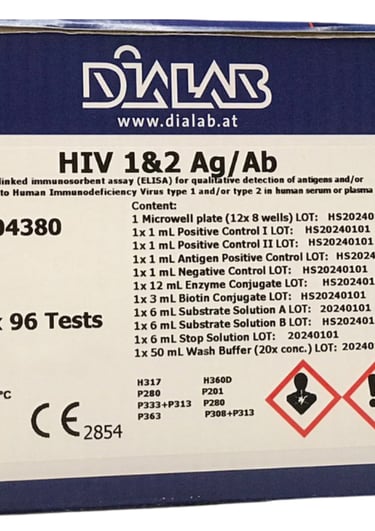 DIALAB
www.dialab.at
HIV 1&2 Ag/Ab
linked immunosorbent assay (ELISA) for qualitative detection of antigens and/or
to Human Immunodeficiency Virus type 1 and/or type 2 in human serum or plasma
04380
Content:
1 Microwell plate (12x 8 wells) LOT: HS20240
1x 1 mL Positive Control I LOT: HS20240101
1x 1 mL Positive Control II LOT: HS20240101
1x 1 mL Antigen Positive Control LOT: HS2024
1x 1 mL Negative Control LOT: HS20240101
1x 12 mL Enzyme Conjugate LOT: HS202401
1x 3 mL Biotin Conjugate LOT: HS20240101
x 96 Tests
1x 6 mL Substrate Solution A LOT: 20240101
1x 6 mL Substrate Solution B LOT: HS202401
1x 6 mL Stop Solution LOT: 20240101
1x 50 mL Wash Buffer (20x conc.) LOT: 20240
°C
H317 H360D
P280 P201
P333+P313 P280
P363 P308+P313
CE 2854